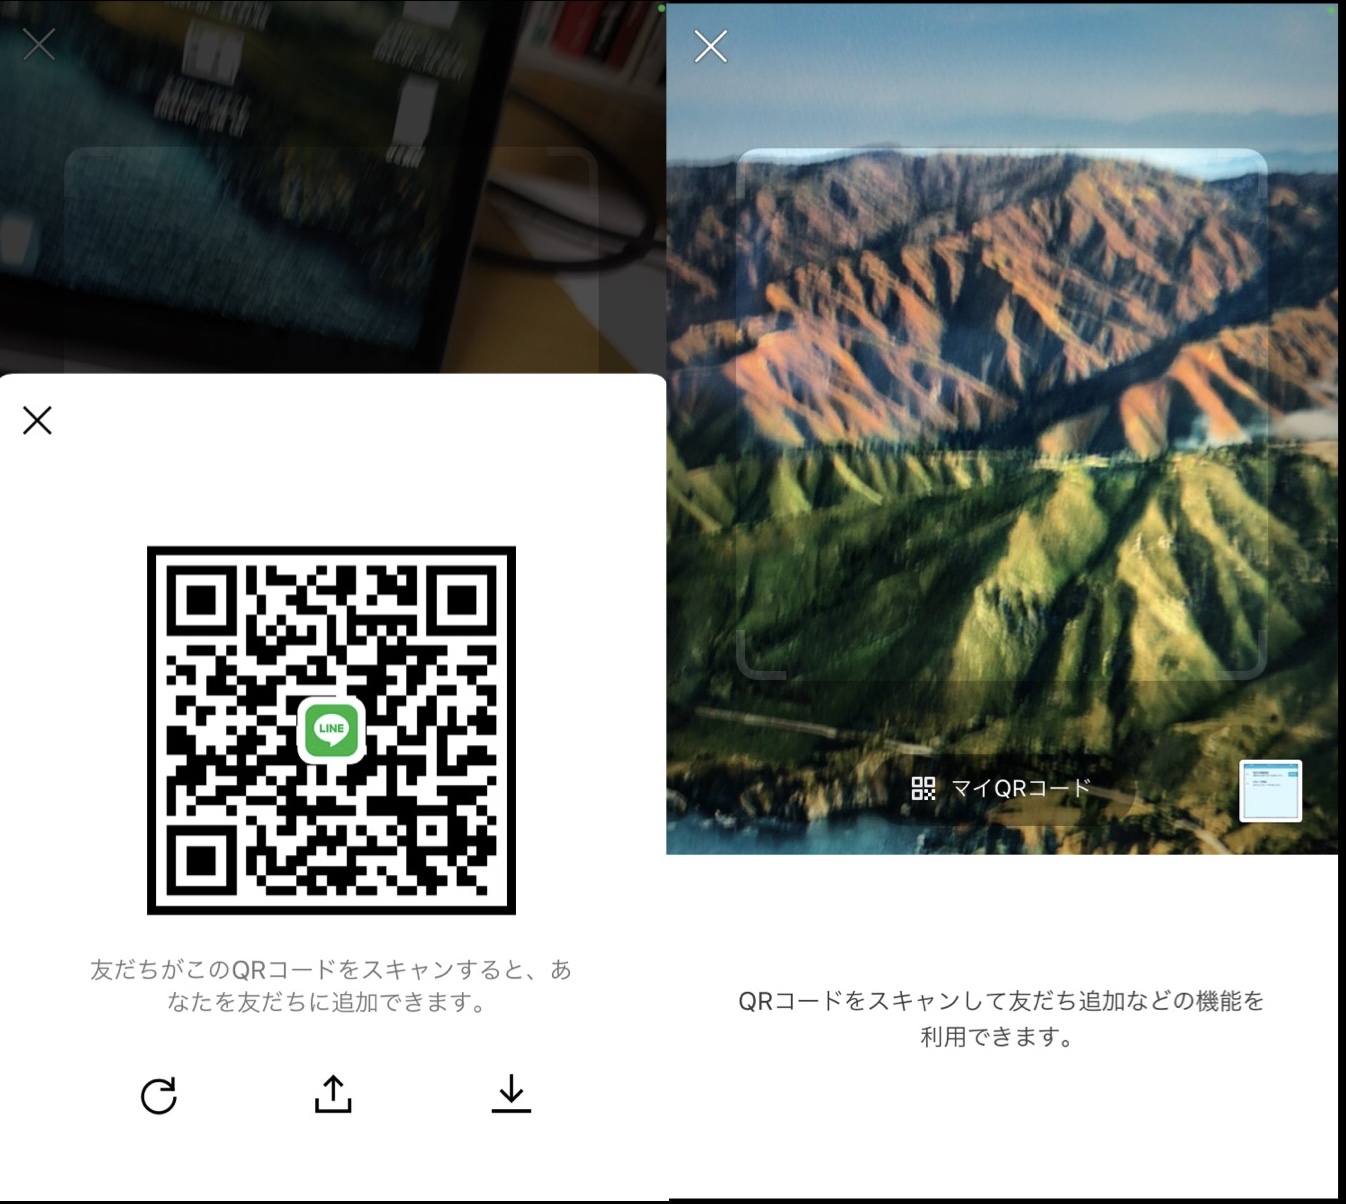 LINE
友だちがこのQRコードをスキャンすると、あ
なたを友だちに追加できます。
マイQRコード
QRコードをスキャンして友だち追加などの機能を
利用できます。